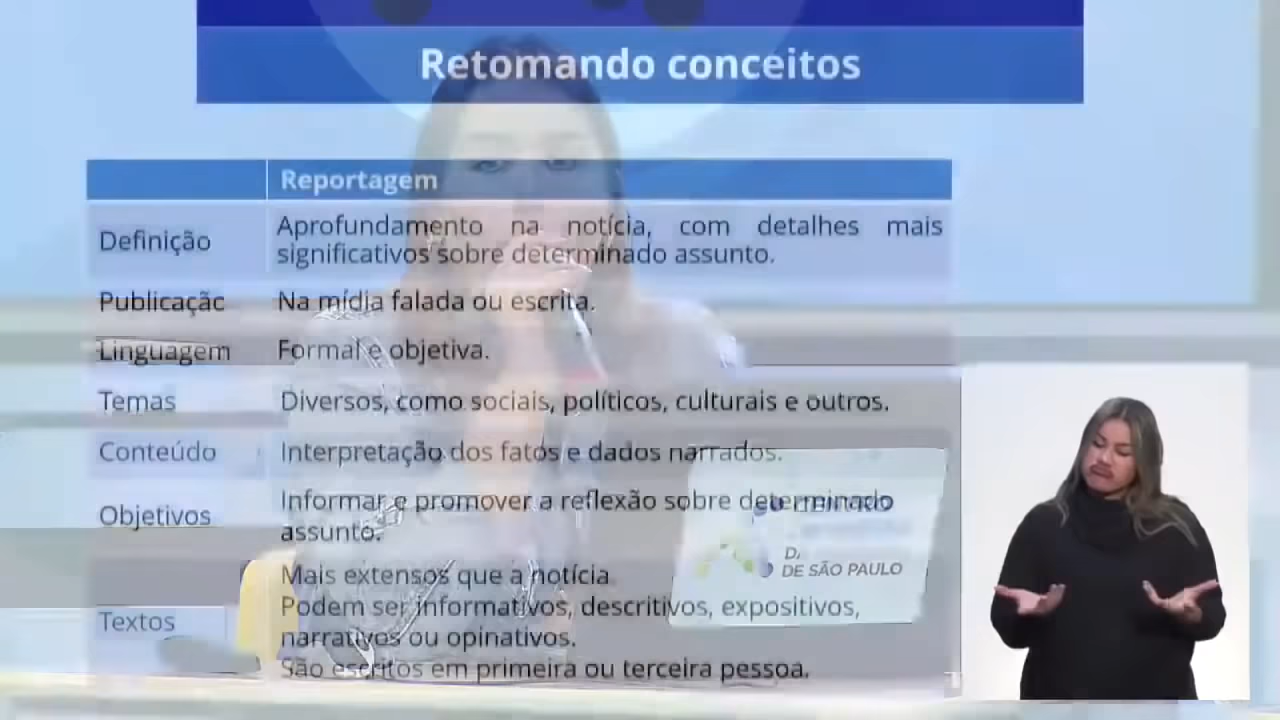 Retomando conceitos
Reportagem
Definição
Aprofundamento na notícia, com detalhes mais
significativos sobre determinado assunto.
Publicaçãc
Na mídia falada ou escrita.
Linguagem
Formal e objetiva.
Temas
Diversos, como sociais, políticos, culturais e outros.
Conteúdo
Interpretação dos fatos e dados narrados.
Objetivos
Informar e promover a reflexão sobre determinado
assunto.
Textos
Mais extensos que a notícia
Podem ser informativos, descritivos, expositivos,
narrativos ou opinativos.
São escritos em primeira ou terceira pessoa.
CENTRO
DE SÃO PAULO